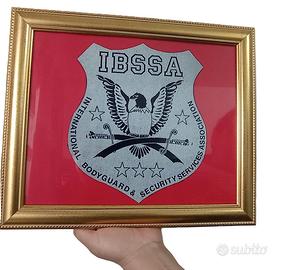 IBSSA
INTERNATIONAL BODYGUARD & SECURITY SERVICES ASSOCIATION
subito